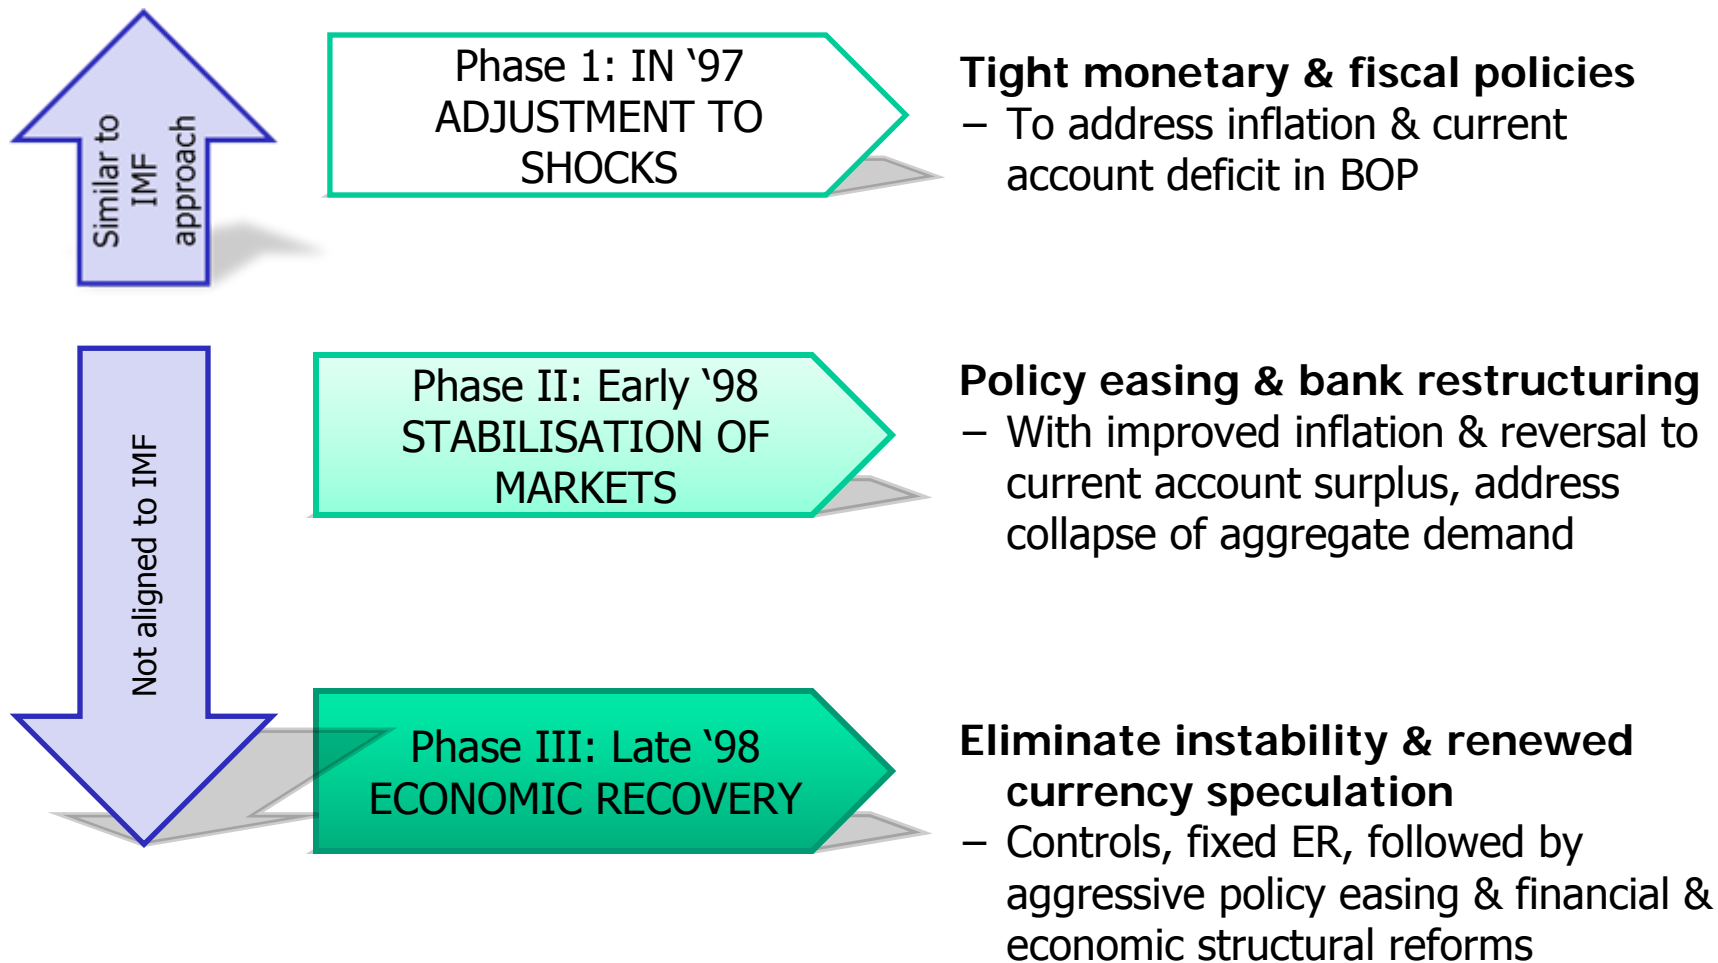 Similar to
IMF
approach
Phase 1: IN ‘97
ADJUSTMENT TO
SHOCKS
Tight monetary & fiscal policies
– To address inflation & current
account deficit in BOP
Not aligned to IMF
Phase II: Early ‘98
STABILISATION OF
MARKETS
Policy easing & bank restructuring
– With improved inflation & reversal to
current account surplus, address
collapse of aggregate demand
Phase III: Late ‘98
ECONOMIC RECOVERY
Eliminate instability & renewed
currency speculation
– Controls, fixed ER, followed by
aggressive policy easing & financial &
economic structural reforms